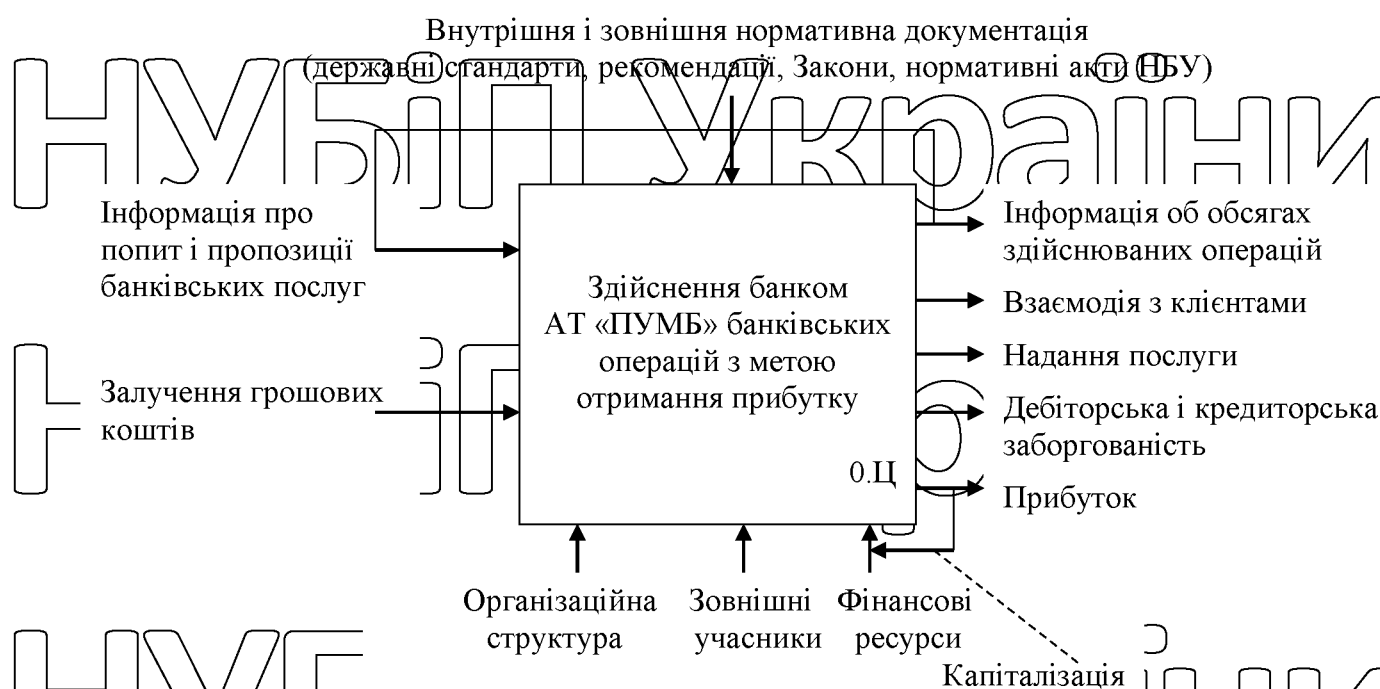 Внутрішня і зовнішня нормативна документація
(державні стандарти, рекомендації, Закони, нормативні акти НБУ)
НУБіП України
Інформація про
попит і пропозиції
банківських послуг
Залучення грошових
коштів
Здійснення банком
АТ «ПУМБ» банківських
операцій з метою
отримання прибутку
0.Ц
Інформація об обсягах
здійснюваних операцій
Взаємодія з клієнтами
Надання послуги
Дебіторська і кредиторська
заборгованість
Прибуток
Організаційна
структура
Зовнішні
учасники
Фінансові
ресурси
Капіталізація